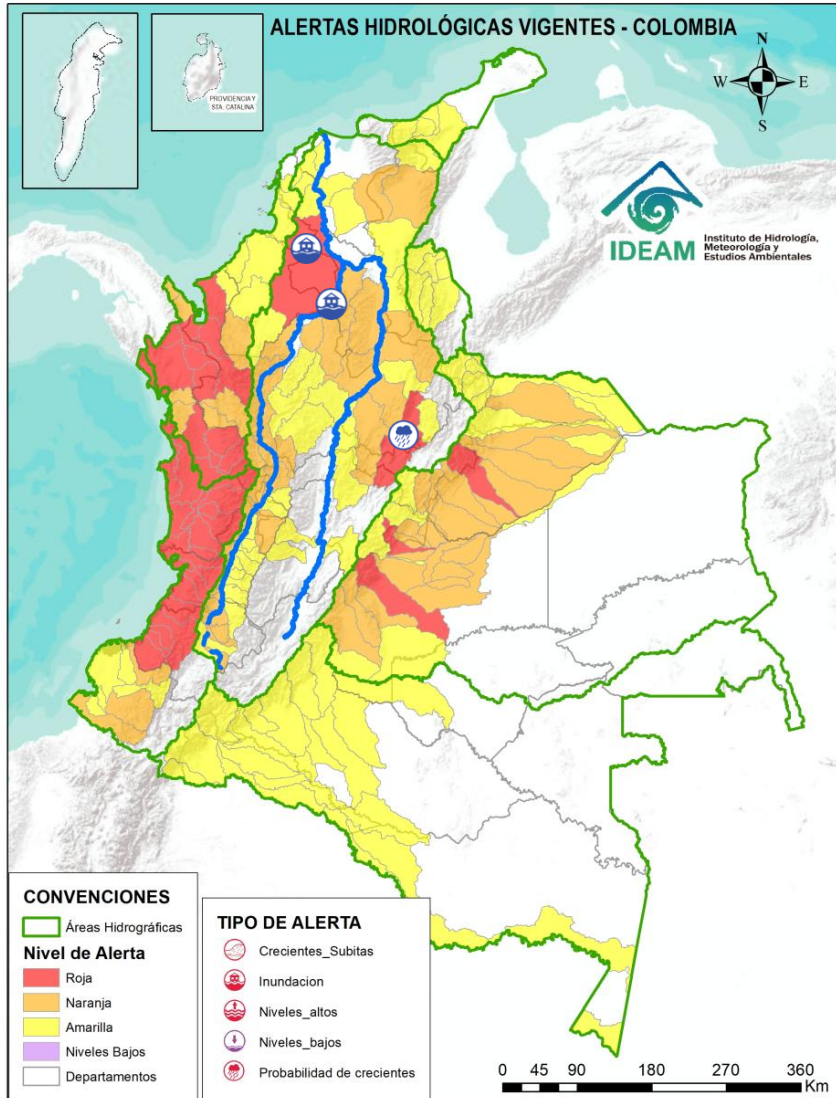 ALERTAS HIDROLÓGICAS VIGENTES - COLOMBIA
PROVIDENCIA Y
STA. CATALINA
N
W
E
S
IDEAM
Instituto de Hidrología,
Meteorología y
Estudios Ambientales
CONVENCIONES
Áreas Hidrográficas
Nivel de Alerta
Roja
Naranja
Amarilla
Niveles Bajos
Departamentos
TIPO DE ALERTA
Crecientes_Subitas
Inundacion
Niveles_altos
Niveles_bajos
Probabilidad de crecientes
0 45 90 180 270 360
Km